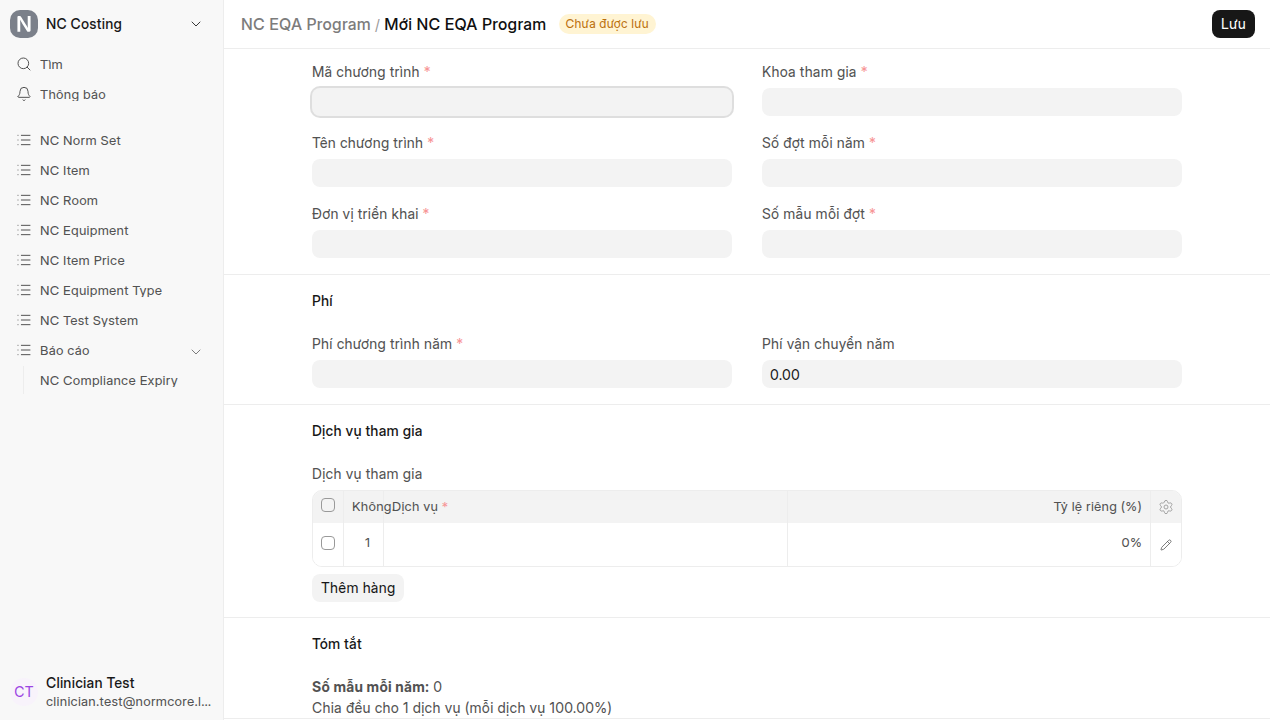 N NC Costing
Tìm
Thông báo
NC Norm Set
NC Item
NC Room
NC Equipment
NC Item Price
NC Equipment Type
NC Test System
Báo cáo
NC Compliance Expiry
CT Clinician Test
clinician.test@normcore.l...
NC EQA Program / Mới NC EQA Program Chưa được lưu Lưu
Mã chương trình * Khoa tham gia *
Tên chương trình * Số đợt mỗi năm *
Đơn vị triển khai * Số mẫu mỗi đợt *
Phí
Phí chương trình năm * Phí vận chuyển năm
0.00
Dịch vụ tham gia
Dịch vụ tham gia
KhôngDịch vụ * Tỷ lệ riêng (%)
1 0%
Thêm hàng
Tóm tắt
Số mẫu mỗi năm: 0
Chia đều cho 1 dịch vụ (mỗi dịch vụ 100.00%)